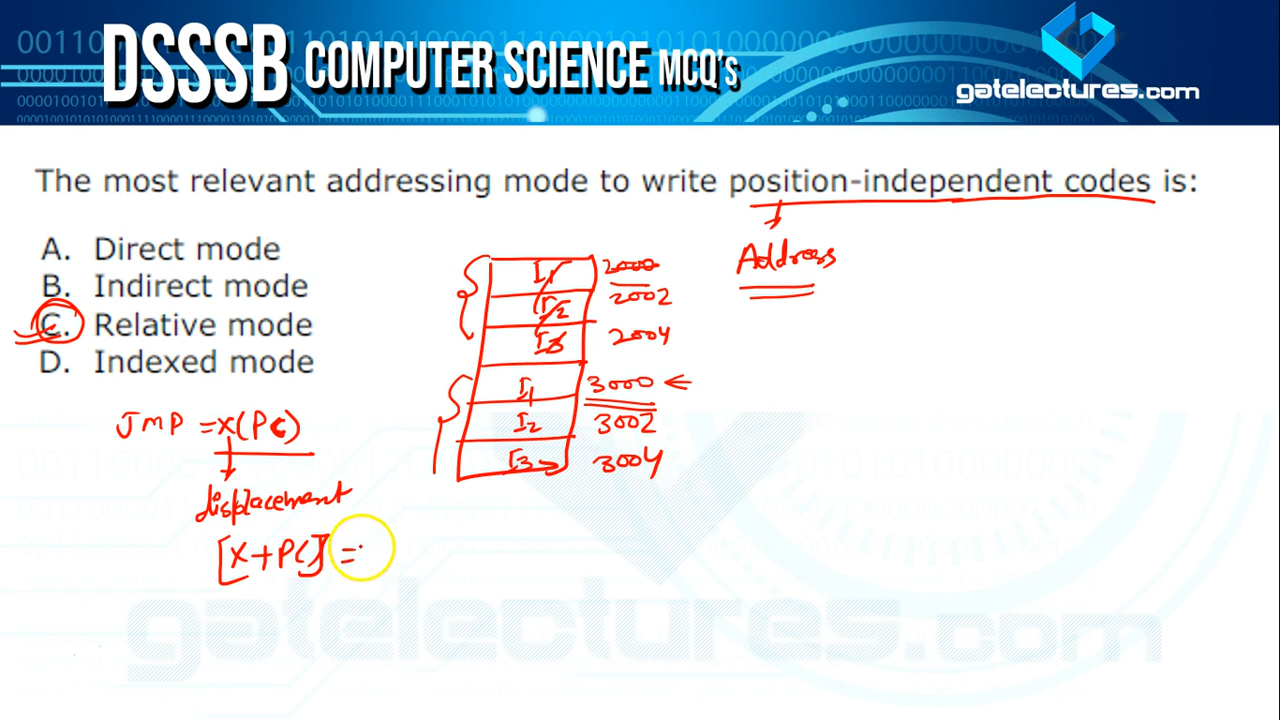 DSSSB COMPUTER SCIENCE MCQ's
gatelectures.com
The most relevant addressing mode to write position-independent codes is:
Address
A. Direct mode
B. Indirect mode
C. Relative mode
D. Indexed mode
I1 2000
I2 2002
I3 2004
I1 3000 ←
I2 3002
I3 3004
JMP = X(PC)
displacement
[X+PC] =
gatelectures.com